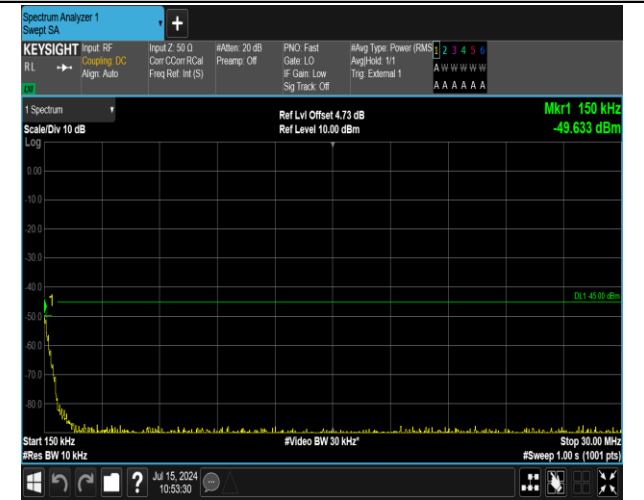 Spectrum Analyzer 1
Swept SA
KEYSIGHT
RL
LXI
Input: RF
Coupling: DC
Align: Auto
Input Z: 50 Ω
Corr CCorr RCal
Freq Ref: Int (S)
#Atten: 20 dB
Preamp: Off
PNO: Fast
Gate: LO
IF Gain: Low
Sig Track: Off
#Avg Type: Power (RMS
Avg|Hold: 1/1
Trig: External 1
1 2 3 4 5 6
A W W W W W
A A A A A A
1 Spectrum
Scale/Div 10 dB
Log
Ref Lvl Offset 4.73 dB
Ref Level 10.00 dBm
Mkr1 150 kHz
-49.633 dBm
0.00
-10.0
-20.0
-30.0
-40.0
1
DL1 -45.00 dBm
-50.0
-60.0
-70.0
-80.0
Start 150 kHz
#Res BW 10 kHz
#Video BW 30 kHz*
Stop 30.00 MHz
#Sweep 1.00 s (1001 pts)
?
Jul 15, 2024
10:53:30